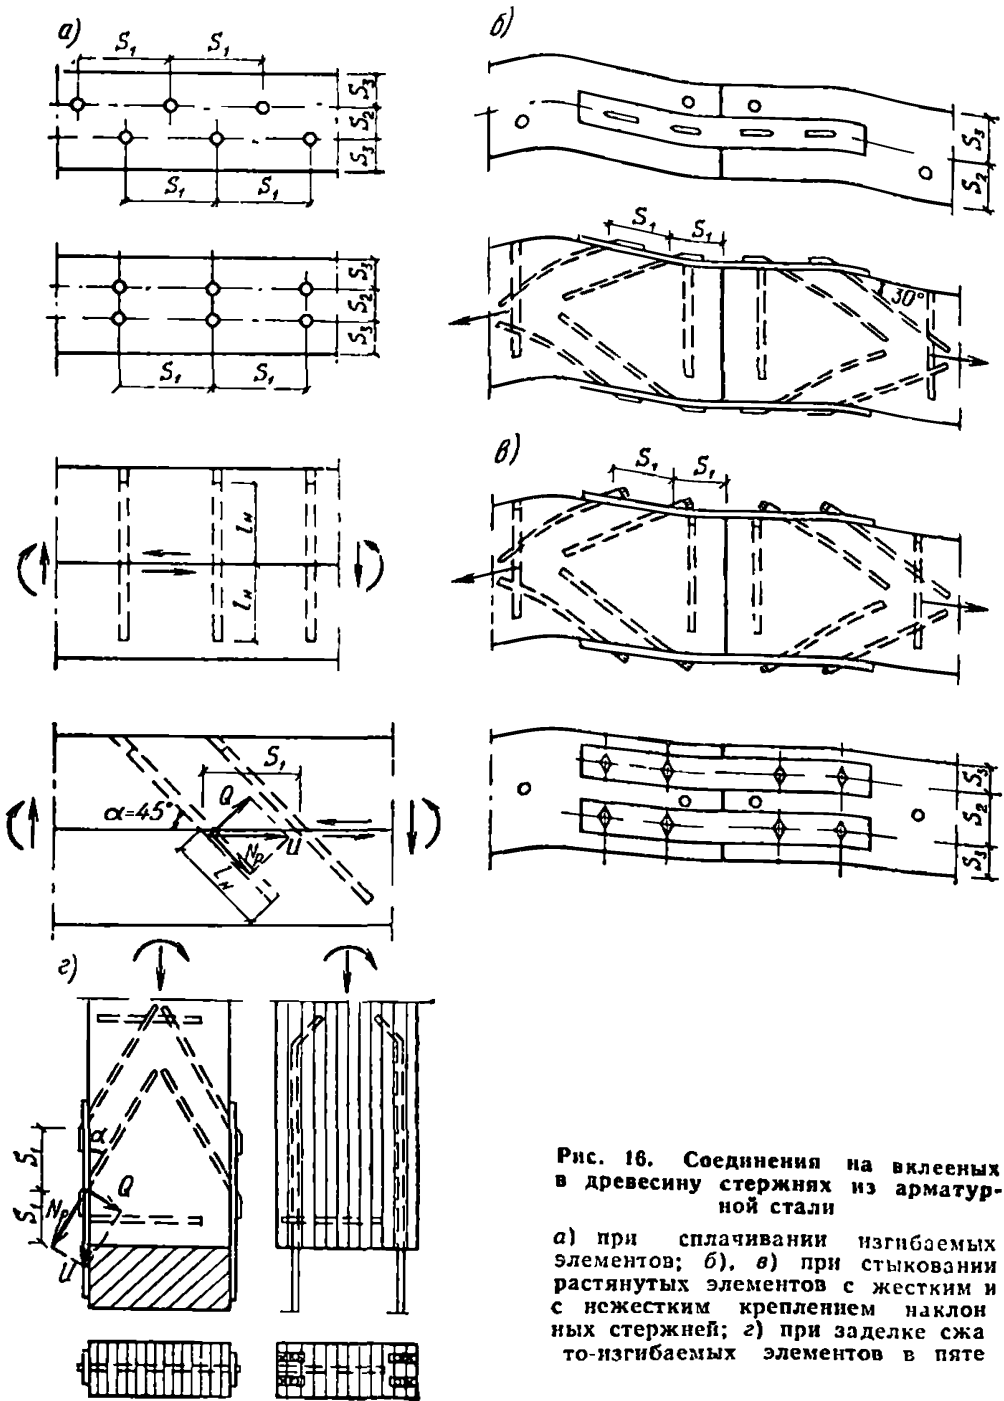 а)
S₁ S₁
S₃
S₂
S₃
S₁ S₁
S₃
S₂
S₃
S₁ S₁
lн
lн
S₁
Q
α=45°
Nр
U
lн
б)
S₃
S₂
S₁ S₁
30°
в)
S₁ S₁
S₃
S₂
S₃
г)
α
S₁
S₁
Q
Nр
U
Рис. 16. Соединения на вклееных
в древесину стержнях из арматур-
ной стали
а) при сплачивании изгибаемых
элементов; б), в) при стыковании
растянутых элементов с жестким и
с нежестким креплением наклон
ных стержней; г) при заделке сжа
то-изгибаемых элементов в пяте